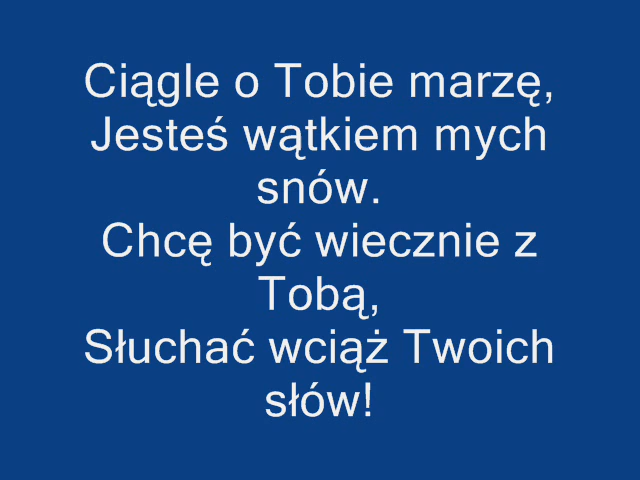 Ciągle o Tobie marzę,
Jesteś wątkiem mych
snów.
Chcę być wiecznie z
Tobą,
Słuchać wciąż Twoich
słów!